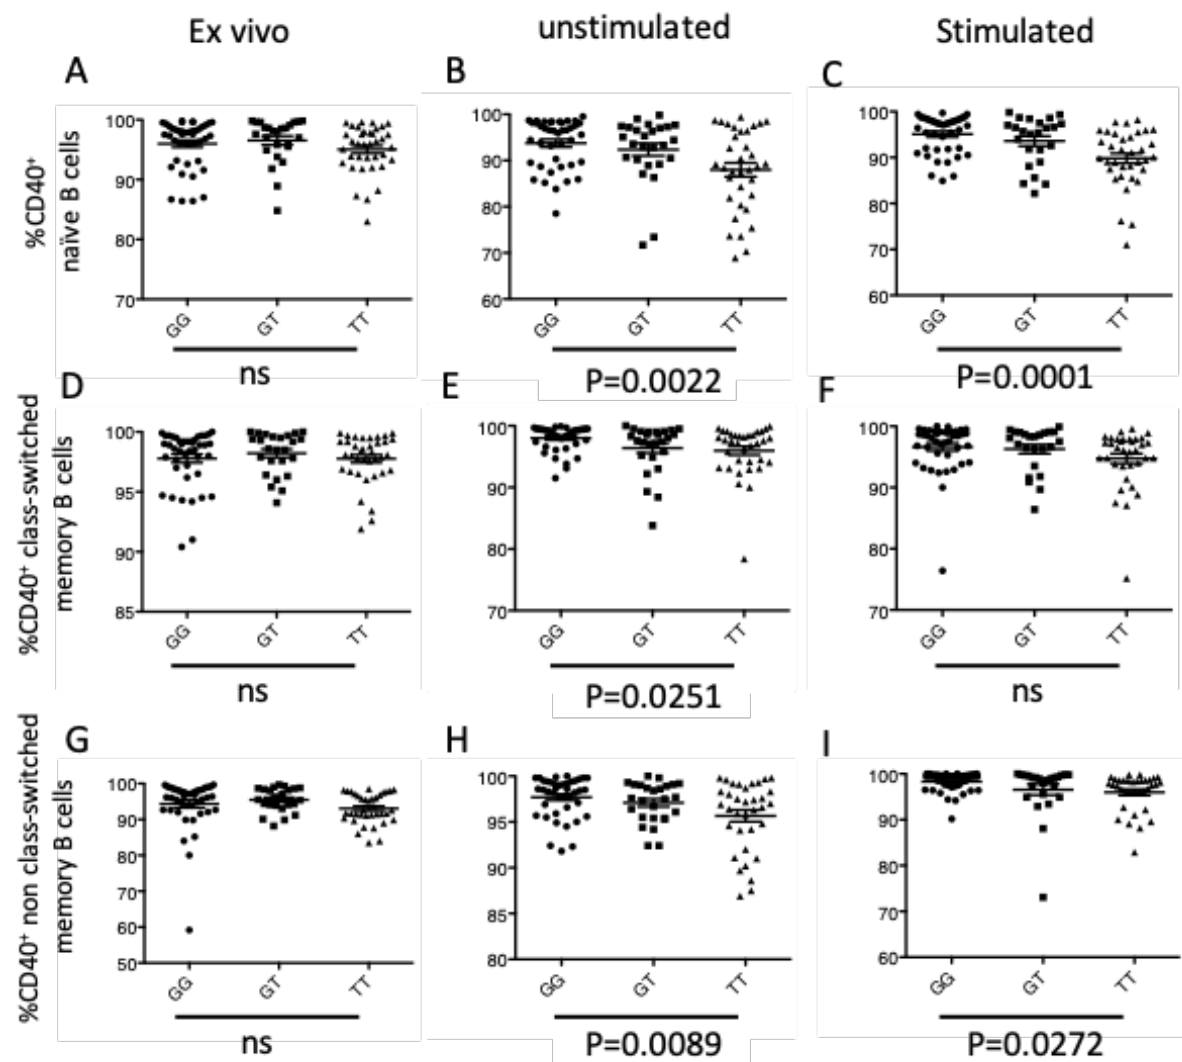 Ex vivo unstimulated Stimulated
A B C
%CD40⁺
naïve B cells
100 90 80 70
100 90 80 70 60
100 90 80 70 60
GG GT TT GG GT TT GG GT TT
ns P=0.0022 P=0.0001
D E F
%CD40⁺ class-switched
memory B cells
100 95 90 85
100 90 80 70
100 90 80 70
GG GT TT GG GT TT GG GT TT
ns P=0.0251 ns
G H I
%CD40⁺ non class-switched
memory B cells
100 90 80 70 60 50
100 95 90 85 80
100 90 80 70 60
GG GT TT GG GT TT GG GT TT
ns P=0.0089 P=0.0272